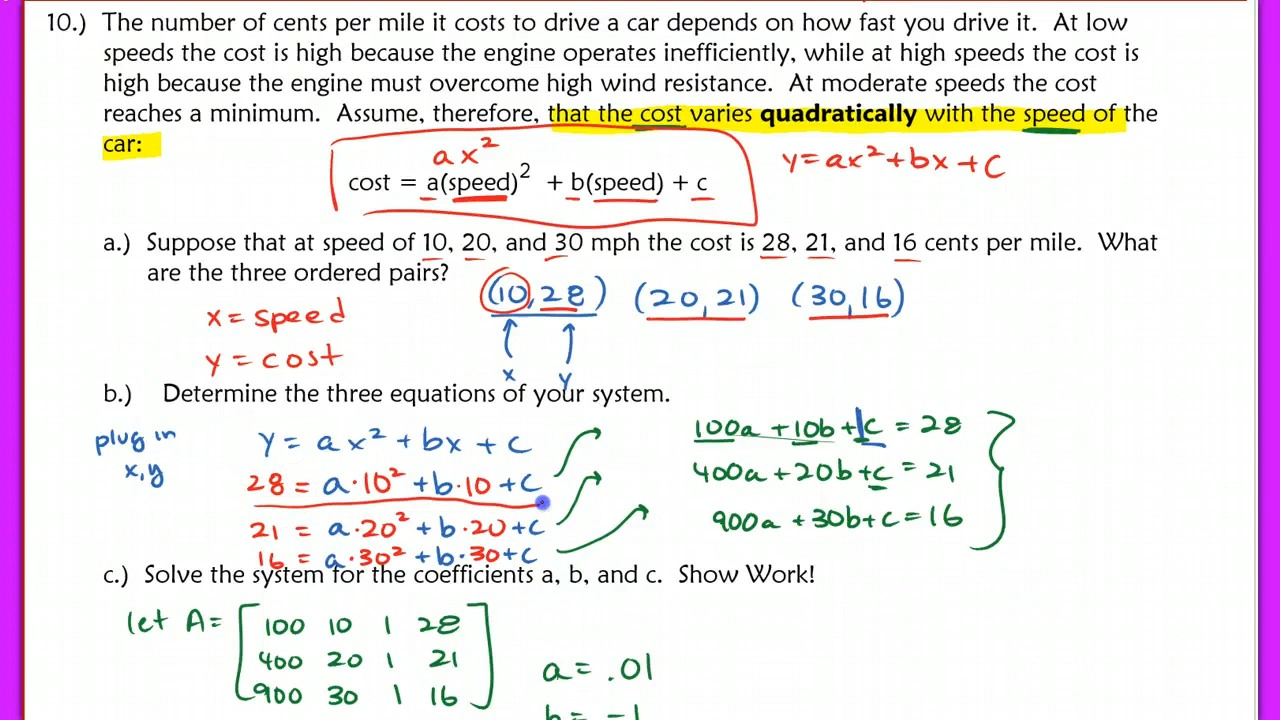 10.) The number of cents per mile it costs to drive a car depends on how fast you drive it. At low
speeds the cost is high because the engine operates inefficiently, while at high speeds the cost is
high because the engine must overcome high wind resistance. At moderate speeds the cost
reaches a minimum. Assume, therefore, that the cost varies quadratically with the speed of the
car:
ax²
y=ax²+bx+c
cost = a(speed)² + b(speed) + c
a.) Suppose that at speed of 10, 20, and 30 mph the cost is 28, 21, and 16 cents per mile. What
are the three ordered pairs?
(10,28) (20,21) (30,16)
x = speed
y = cost
x y
b.) Determine the three equations of your system.
plug in
x,y
y = ax² + bx + c
28 = a·10² + b·10 + c
21 = a·20² + b·20 + c
16 = a·30² + b·30 + c
100a + 10b + 1c = 28
400a + 20b + c = 21
900a + 30b + c = 16
c.) Solve the system for the coefficients a, b, and c. Show Work!
let A =
100 10 1 28
400 20 1 21
900 30 1 16
a = .01
b = -1